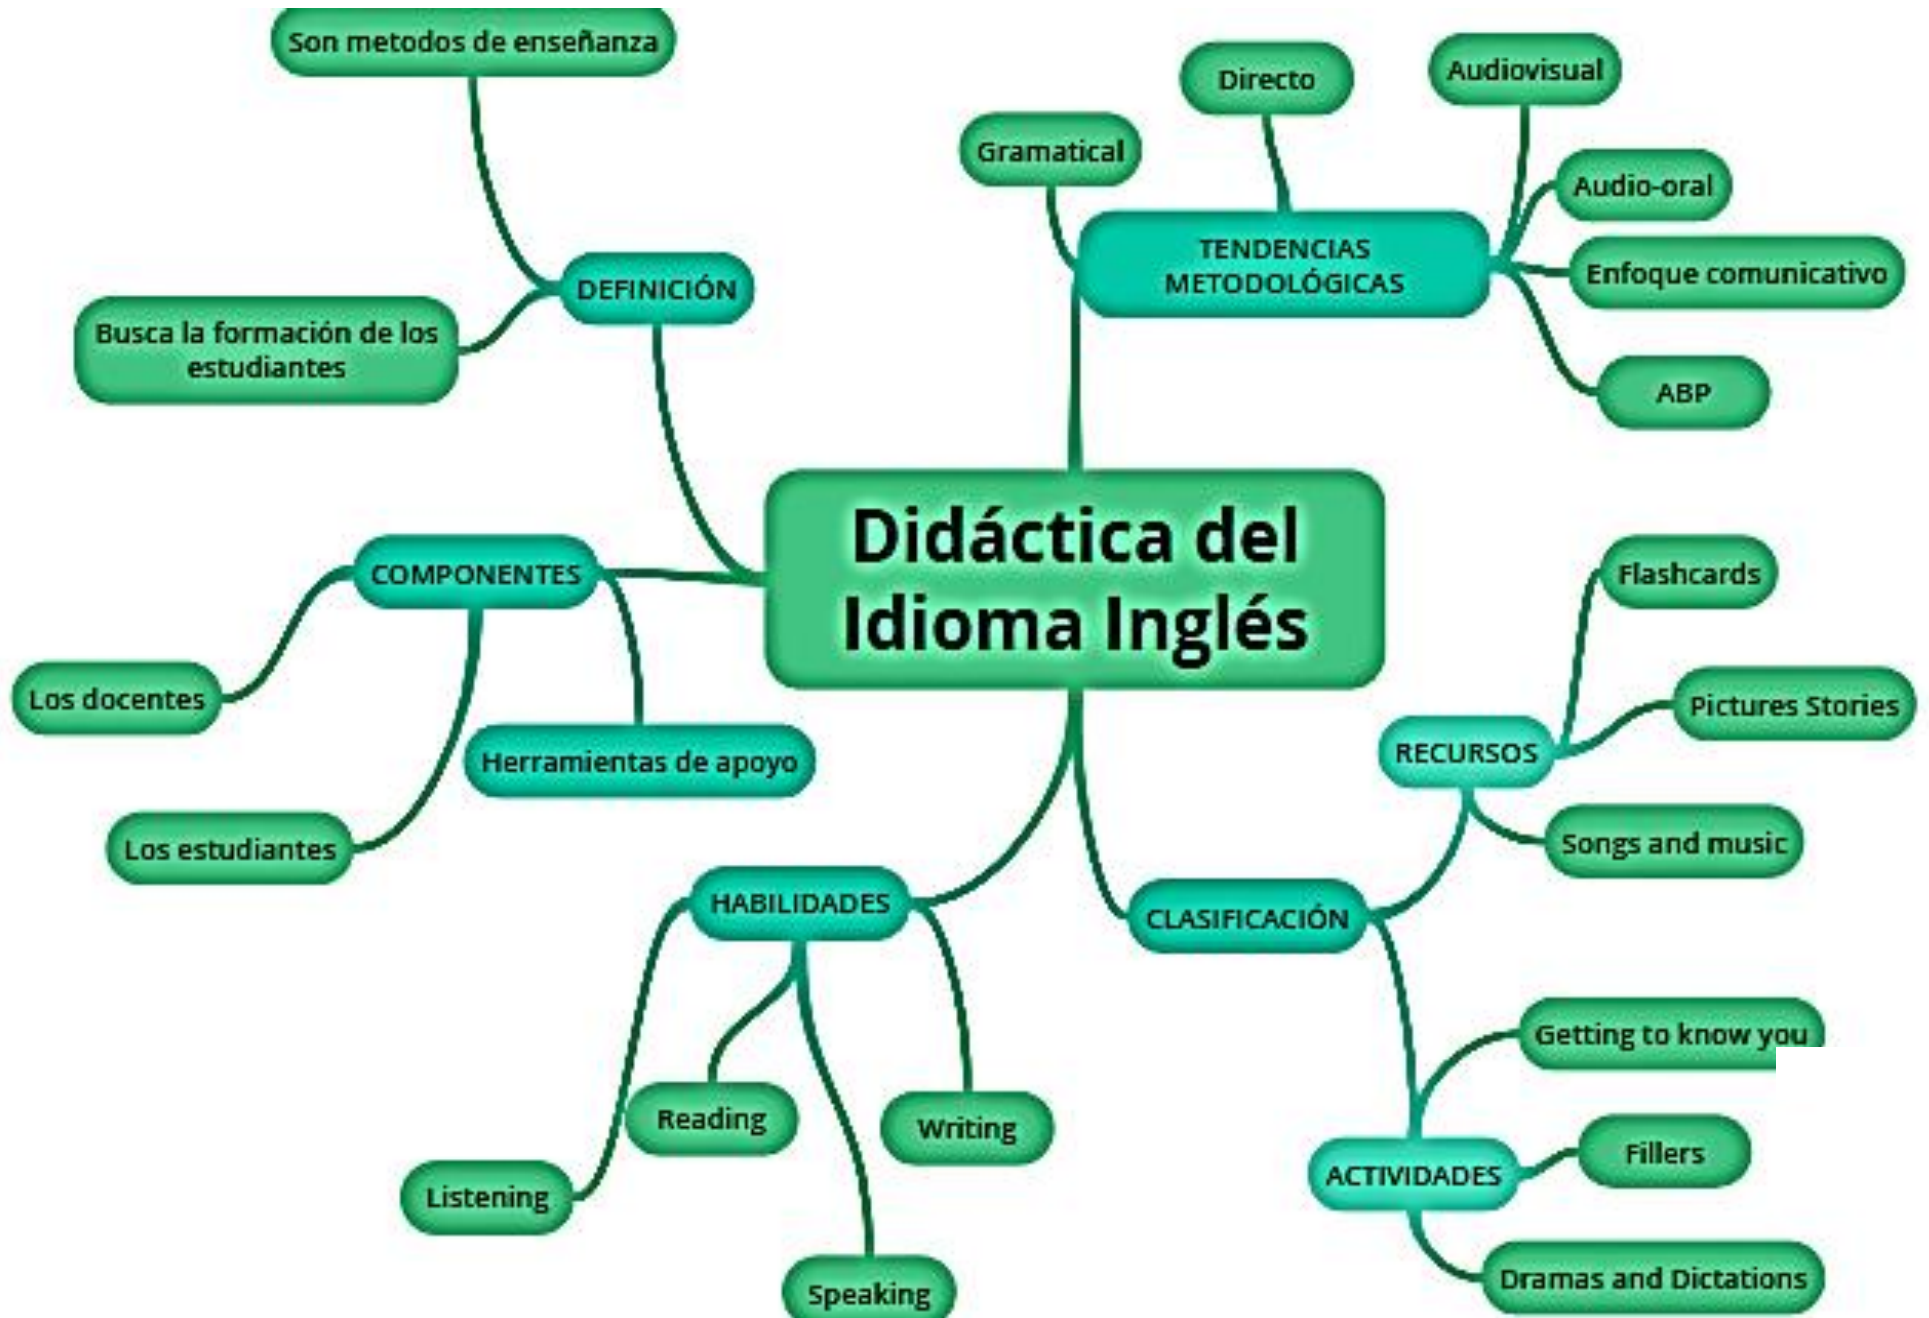 Son metodos de enseñanza
Busca la formación de los
estudiantes
DEFINICIÓN
Gramatical
Directo
Audiovisual
Audio-oral
Enfoque comunicativo
ABP
TENDENCIAS
METODOLÓGICAS
Didáctica del
Idioma Inglés
COMPONENTES
Los docentes
Los estudiantes
Herramientas de apoyo
HABILIDADES
Listening
Reading
Speaking
Writing
CLASIFICACIÓN
RECURSOS
Flashcards
Pictures Stories
Songs and music
ACTIVIDADES
Getting to know you
Fillers
Dramas and Dictations